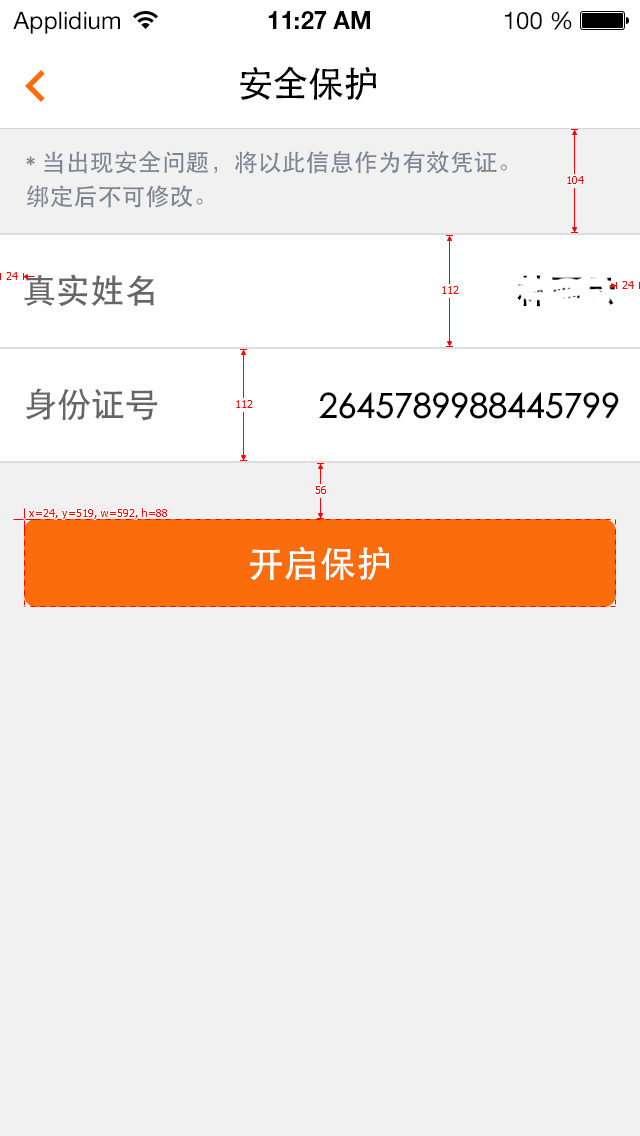 Applidium 11:27 AM 100 %
安全保护
* 当出现安全问题，将以此信息作为有效凭证。
绑定后不可修改。
104
24 真实姓名 112 24
身份证号 112 2645789988445799
56
x=24, y=519, w=592, h=88
开启保护